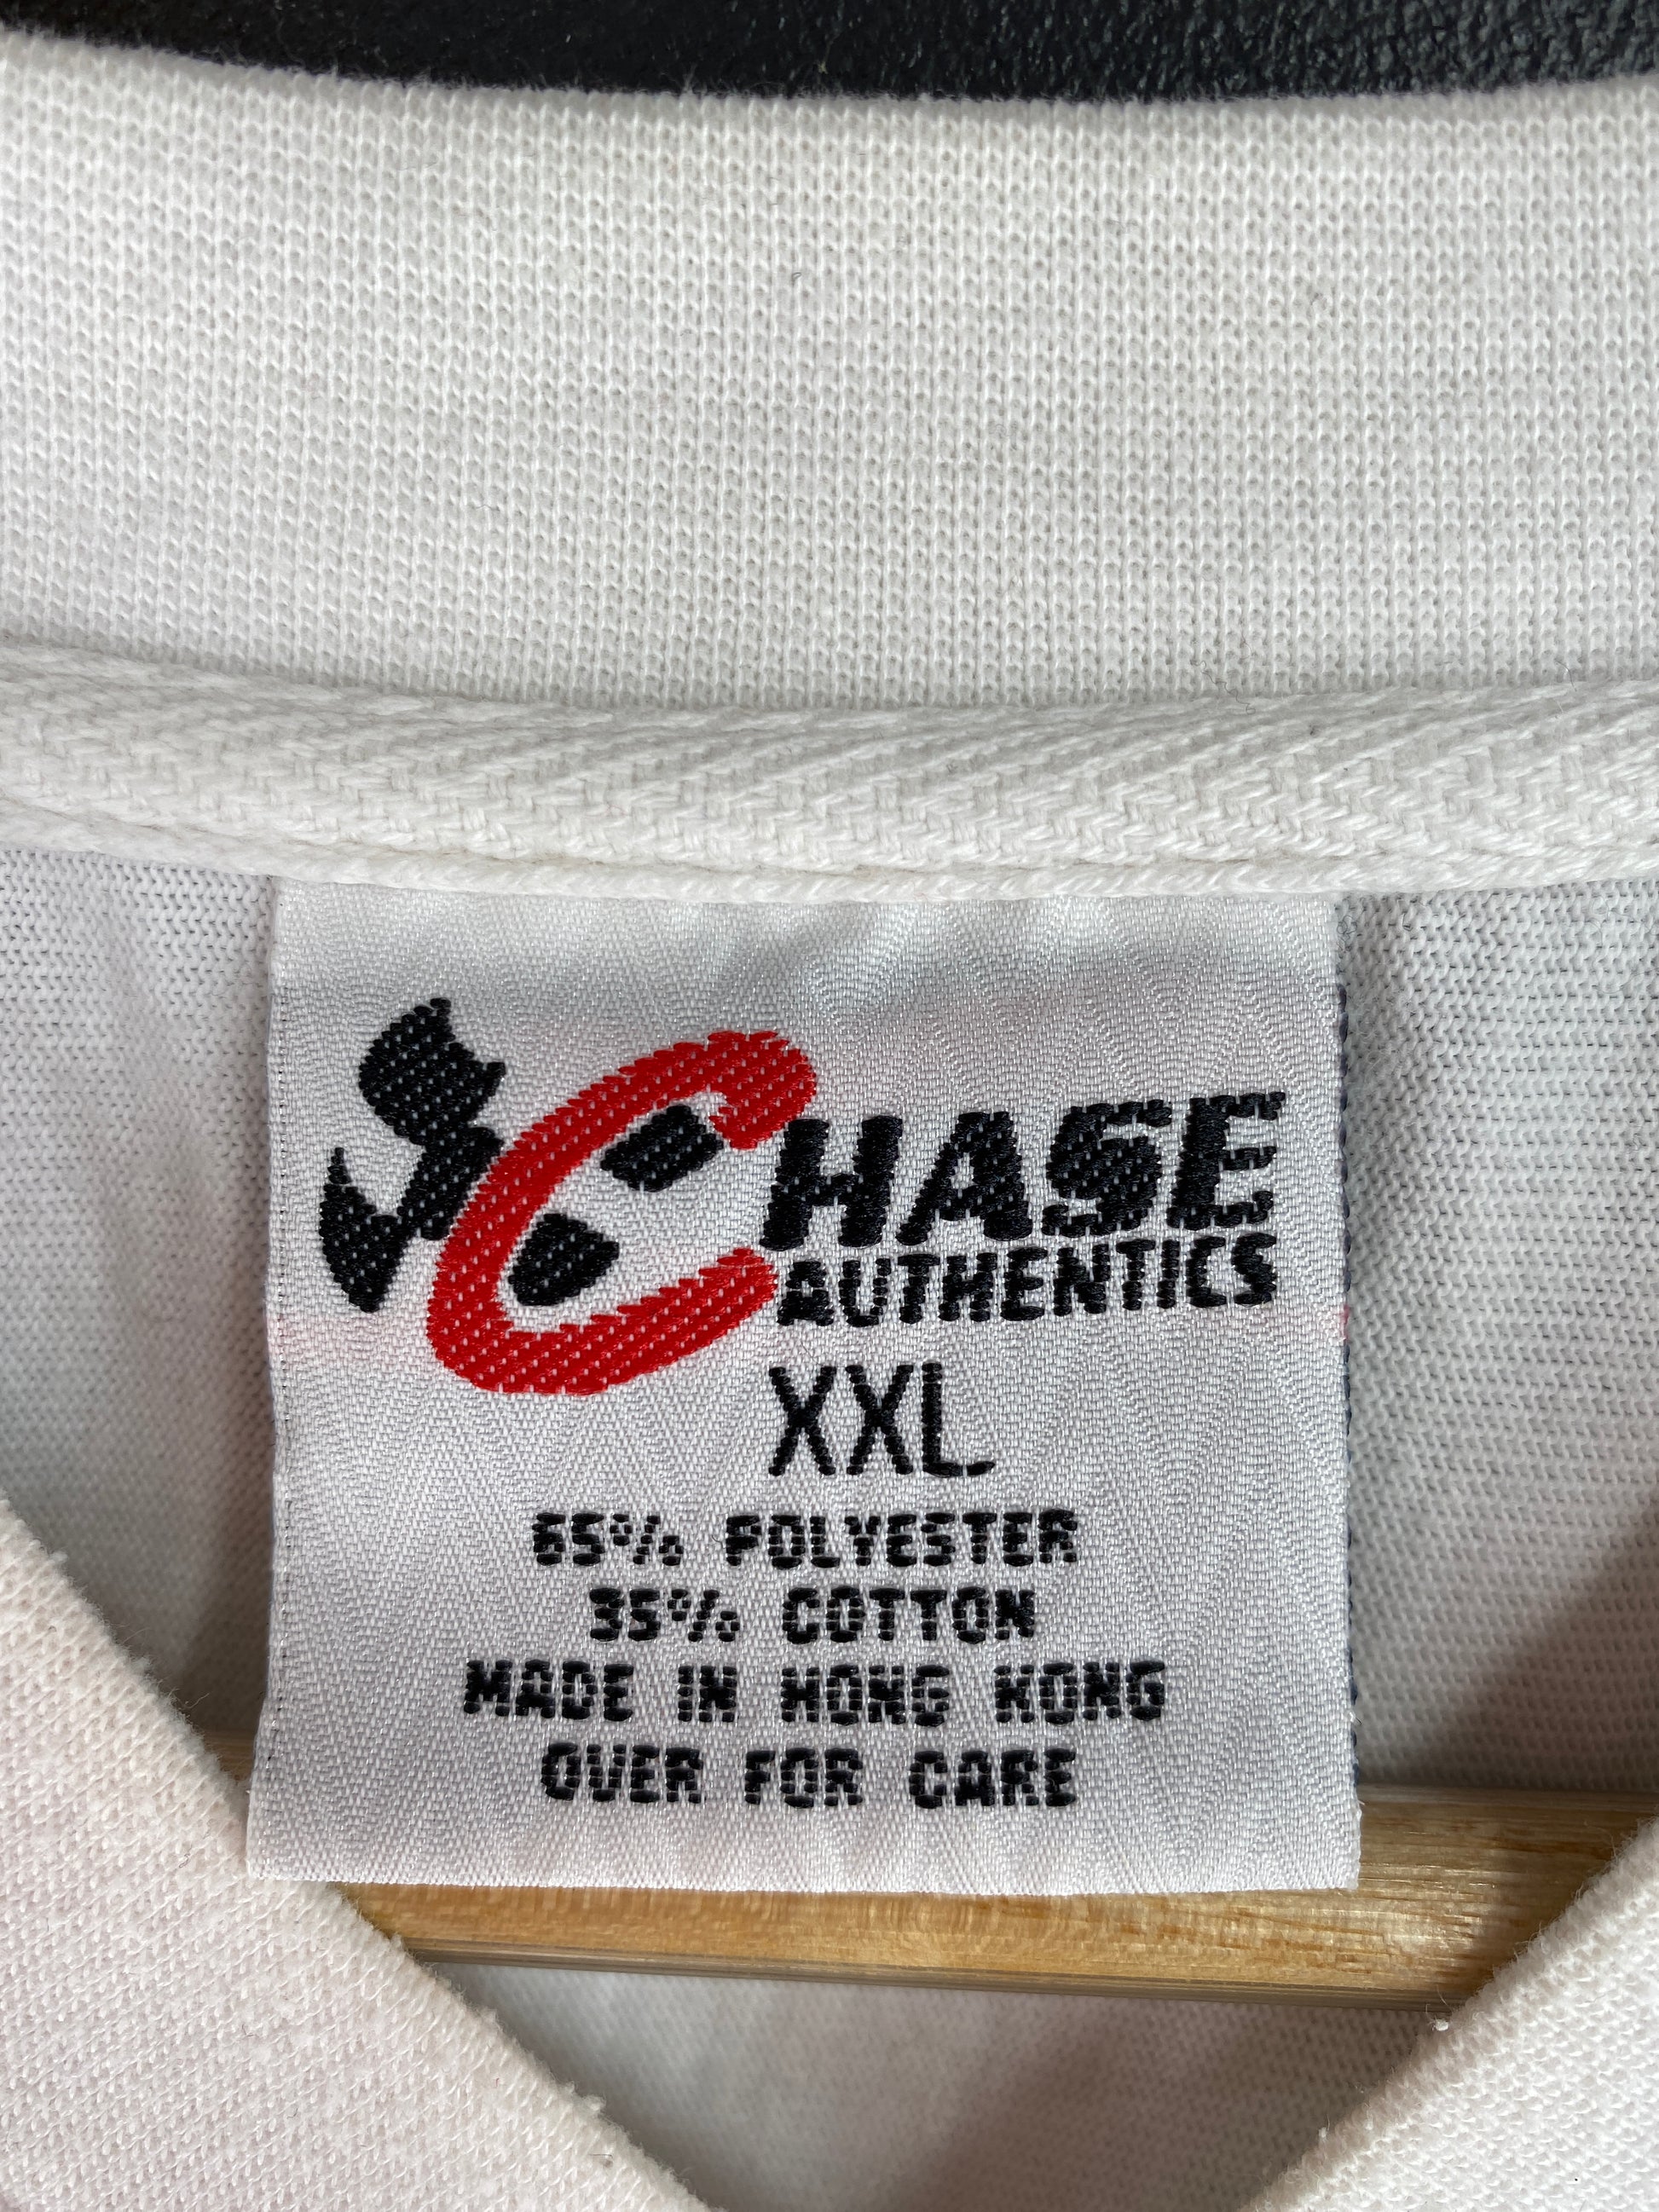 CHASE
AUTHENTICS
XXL
65% POLYESTER
35% COTTON
MADE IN HONG KONG
OVER FOR CARE